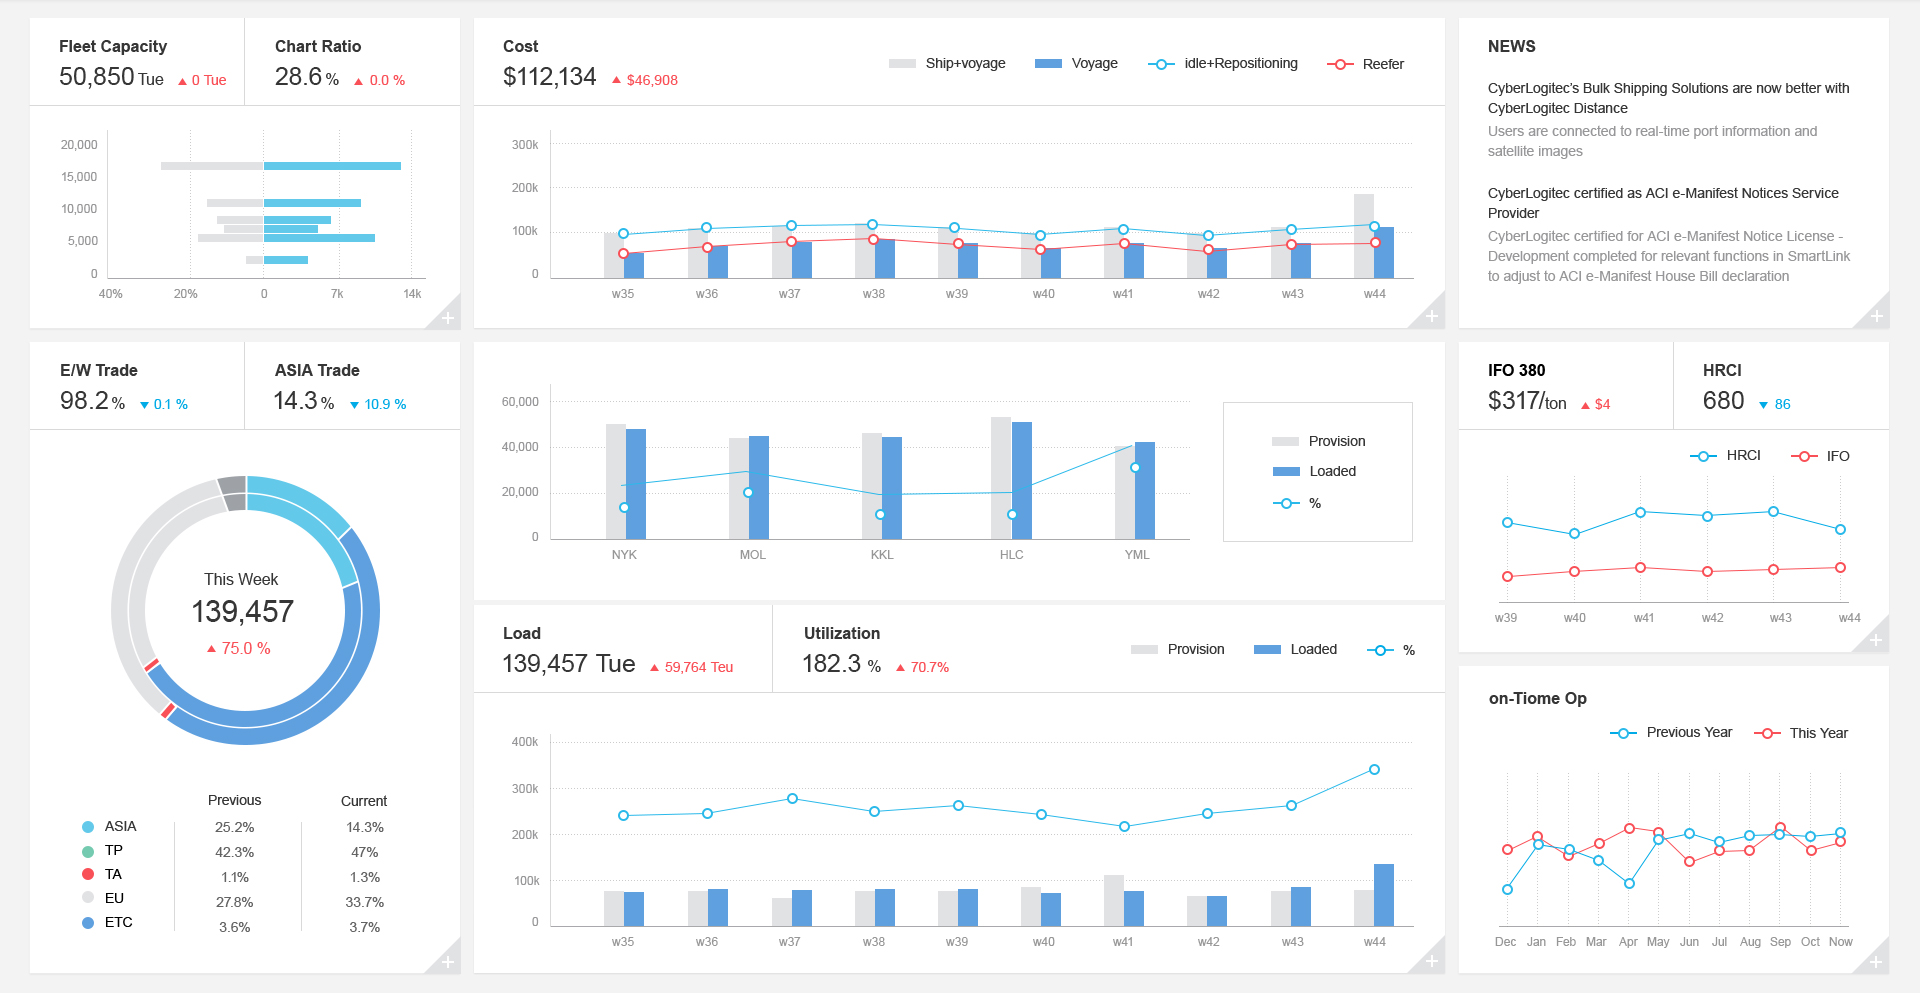 Fleet Capacity
50,850 Tue ▲ 0 Tue
Chart Ratio
28.6 % ▲ 0.0 %
20,000
15,000
10,000
5,000
0
40% 20% 0 7k 14k
Cost
$112,134 ▲ $46,908
Ship+voyage Voyage idle+Repositioning Reefer
300k
200k
100k
0
w35 w36 w37 w38 w39 w40 w41 w42 w43 w44
NEWS
CyberLogitec's Bulk Shipping Solutions are now better with
CyberLogitec Distance
Users are connected to real-time port information and
satellite images
CyberLogitec certified as ACI e-Manifest Notices Service
Provider
CyberLogitec certified for ACI e-Manifest Notice License -
Development completed for relevant functions in SmartLink
to adjust to ACI e-Manifest House Bill declaration
E/W Trade
98.2 % ▼ 0.1 %
ASIA Trade
14.3 % ▼ 10.9 %
This Week
139,457
▲ 75.0 %
Previous Current
ASIA 25.2% 14.3%
TP 42.3% 47%
TA 1.1% 1.3%
EU 27.8% 33.7%
ETC 3.6% 3.7%
60,000
40,000
20,000
0
NYK MOL KKL HLC YML
Provision
Loaded
%
Load
139,457 Tue ▲ 59,764 Teu
Utilization
182.3 % ▲ 70.7%
Provision Loaded %
400k
300k
200k
100k
0
w35 w36 w37 w38 w39 w40 w41 w42 w43 w44
IFO 380
$317/ton ▲ $4
HRCI
680 ▼ 86
HRCI IFO
w39 w40 w41 w42 w43 w44
on-Tiome Op
Previous Year This Year
Dec Jan Feb Mar Apr May Jun Jul Aug Sep Oct Now